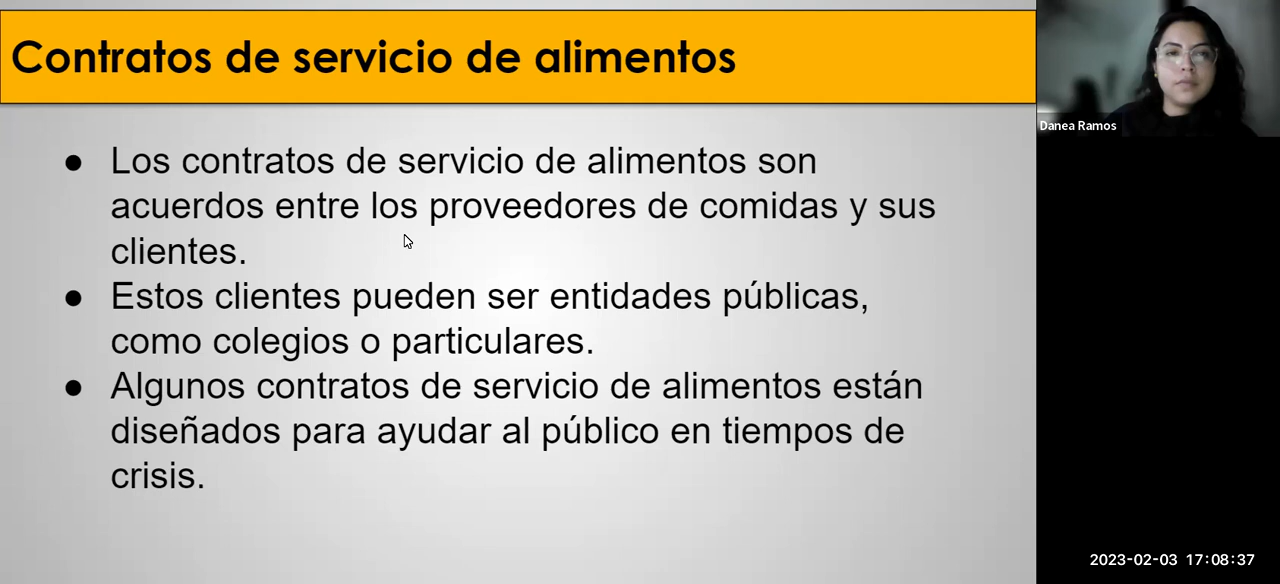 Contratos de servicio de alimentos
● Los contratos de servicio de alimentos son
acuerdos entre los proveedores de comidas y sus
clientes.
● Estos clientes pueden ser entidades públicas,
como colegios o particulares.
● Algunos contratos de servicio de alimentos están
diseñados para ayudar al público en tiempos de
crisis.
Danea Ramos
2023-02-03 17:08:37